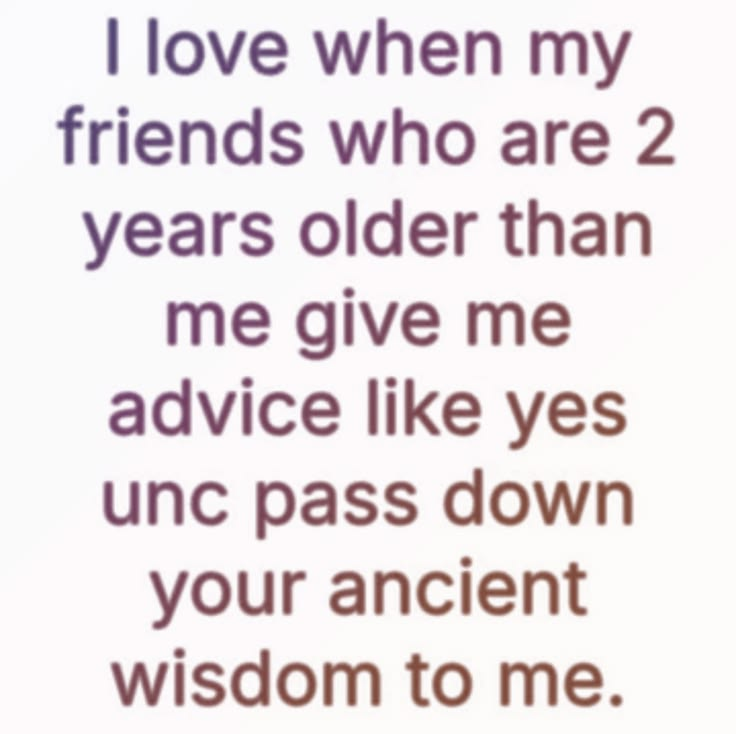 I love when my
friends who are 2
years older than
me give me
advice like yes
unc pass down
your ancient
wisdom to me.